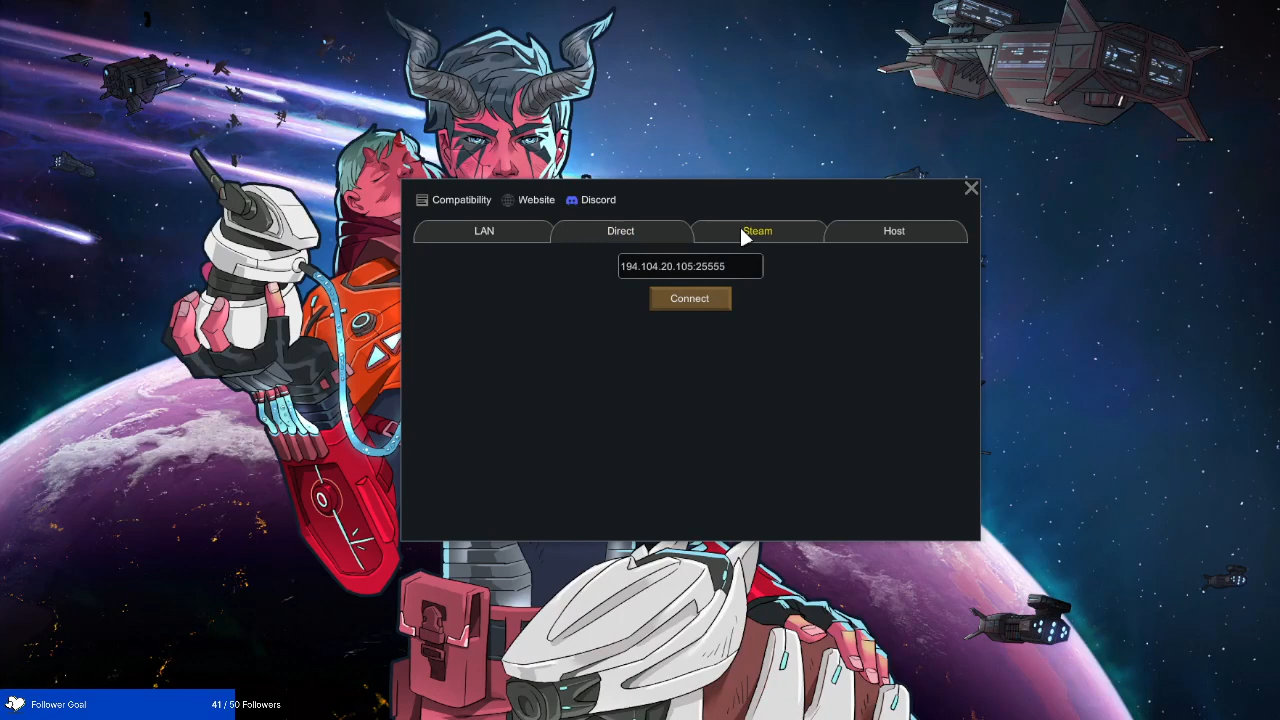 Compatibility Website Discord
LAN Direct Steam Host
194.104.20.105:25555
Connect
Follower Goal 41 / 50 Followers